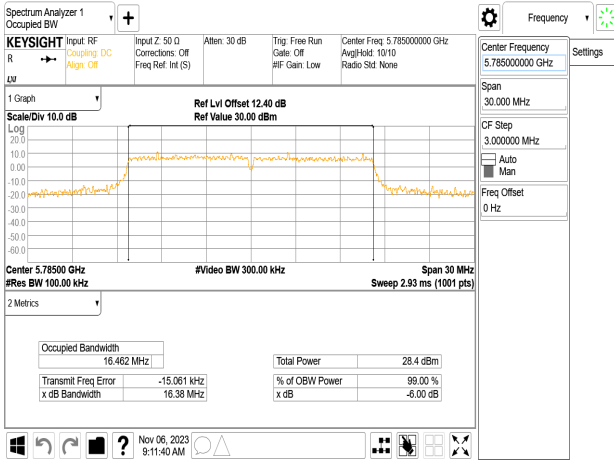 Spectrum Analyzer 1
Occupied BW
Frequency
KEYSIGHT
R
LXI
Input: RF
Coupling: DC
Align: Off
Input Z: 50 Ω
Corrections: Off
Freq Ref: Int (S)
Atten: 30 dB
Trig: Free Run
Gate: Off
#IF Gain: Low
Center Freq: 5.785000000 GHz
Avg|Hold: 10/10
Radio Std: None
Center Frequency
5.785000000 GHz
Settings
Span
30.000 MHz
CF Step
3.000000 MHz
Auto
Man
Freq Offset
0 Hz
1 Graph
Scale/Div 10.0 dB
Ref Lvl Offset 12.40 dB
Ref Value 30.00 dBm
Log
20.0
10.0
0.00
-10.0
-20.0
-30.0
-40.0
-50.0
-60.0
Center 5.78500 GHz
#Video BW 300.00 kHz
Span 30 MHz
#Res BW 100.00 kHz
Sweep 2.93 ms (1001 pts)
2 Metrics
Occupied Bandwidth
16.462 MHz
Total Power 28.4 dBm
Transmit Freq Error -15.061 kHz
% of OBW Power 99.00 %
x dB Bandwidth 16.38 MHz
x dB -6.00 dB
?
Nov 06, 2023
9:11:40 AM